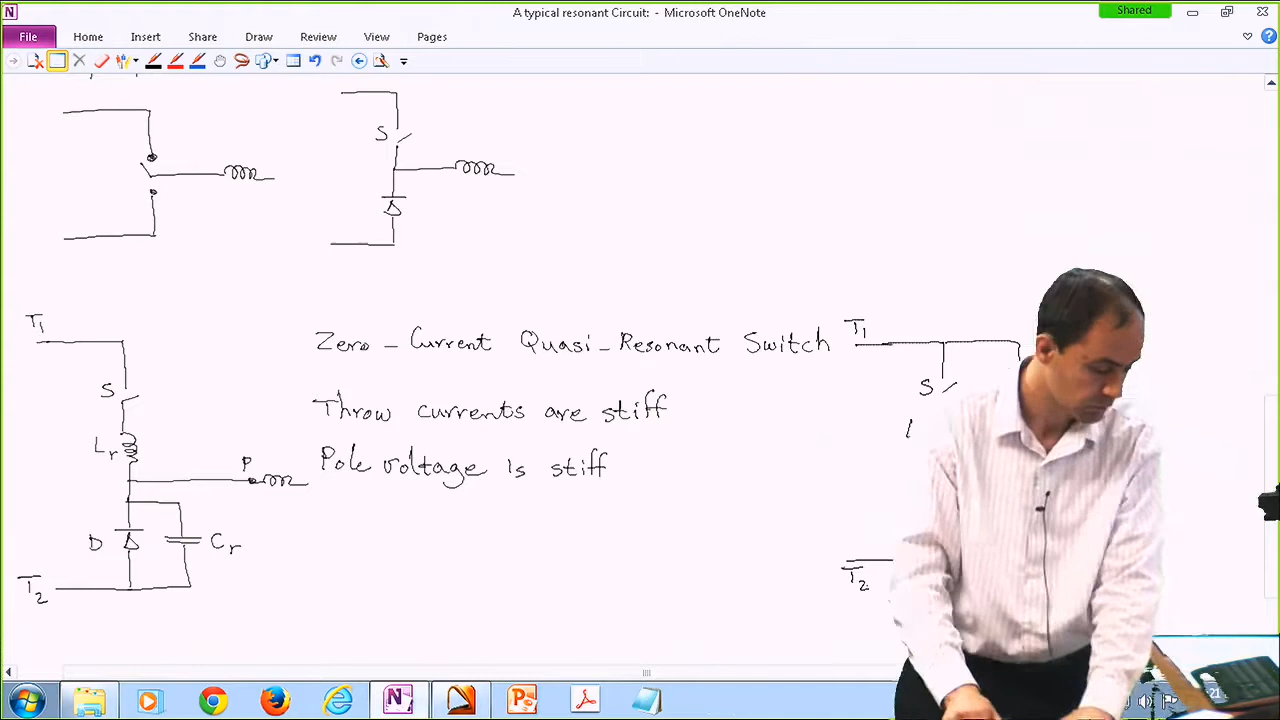 A typical resonant Circuit: - Microsoft OneNote
Shared
File Home Insert Share Draw Review View Pages
S
T1
Zero - Current Quasi - Resonant Switch
T1
S
S
Throw currents are stiff
Lr
P
Pole voltage is stiff
D
Cr
T2
T2
21